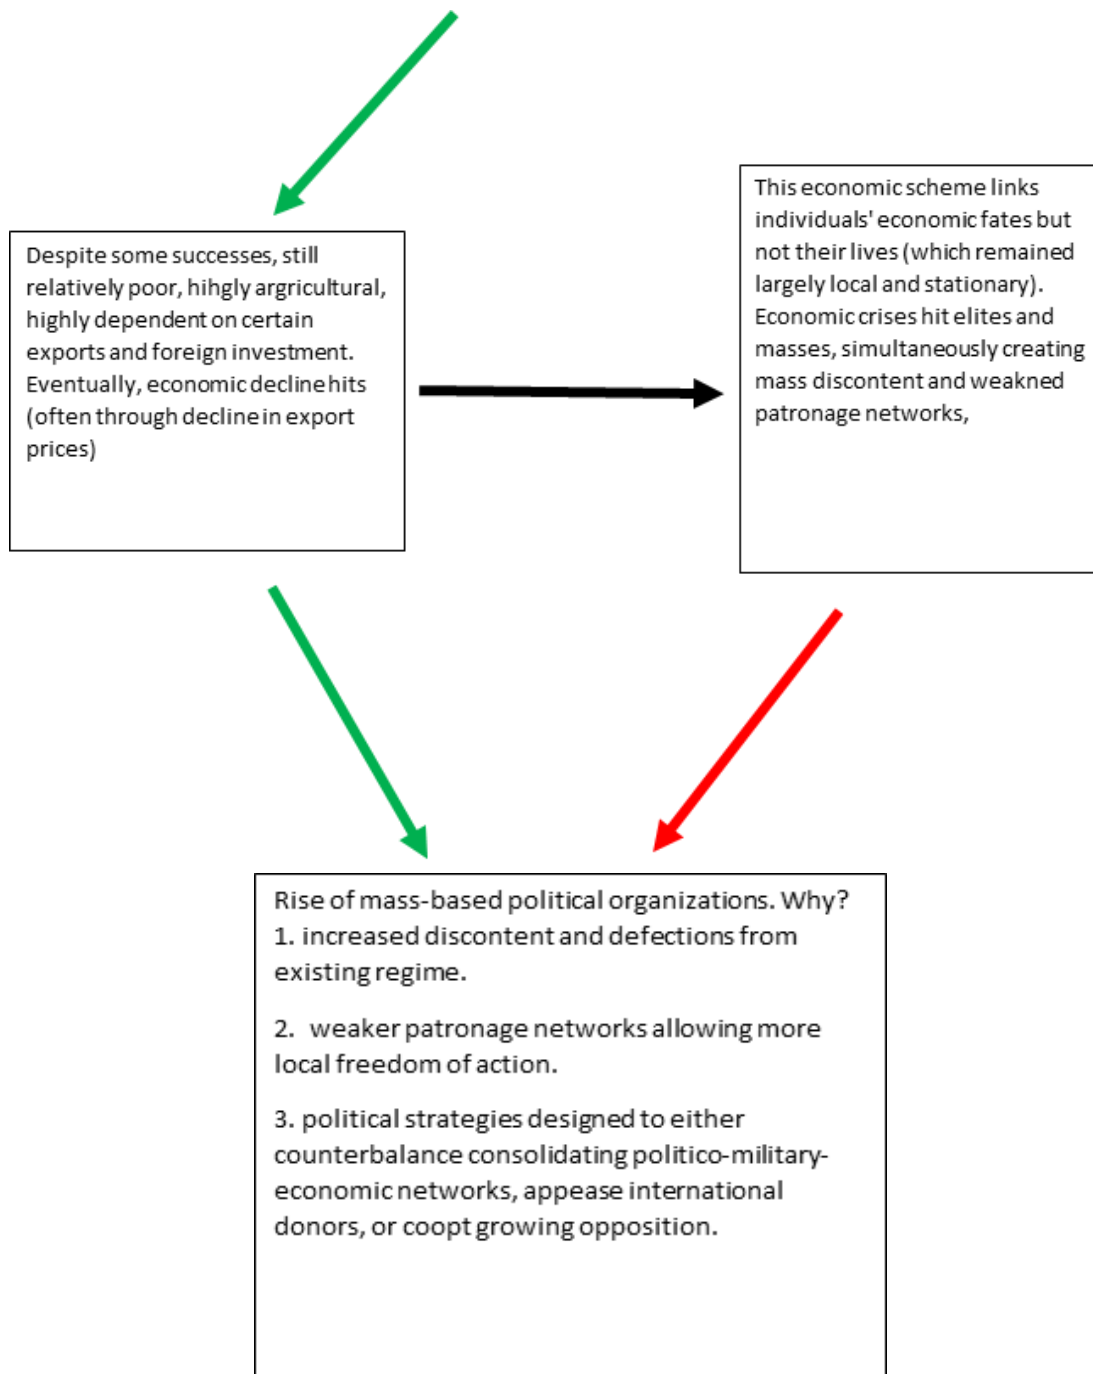 Despite some successes, still
relatively poor, hihgly argricultural,
highly dependent on certain
exports and foreign investment.
Eventually, economic decline hits
(often through decline in export
prices)
This economic scheme links
individuals' economic fates but
not their lives (which remained
largely local and stationary).
Economic crises hit elites and
masses, simultaneously creating
mass discontent and weakned
patronage networks,
Rise of mass-based political organizations. Why?
1. increased discontent and defections from
existing regime.
2. weaker patronage networks allowing more
local freedom of action.
3. political strategies designed to either
counterbalance consolidating politico-military-
economic networks, appease international
donors, or coopt growing opposition.